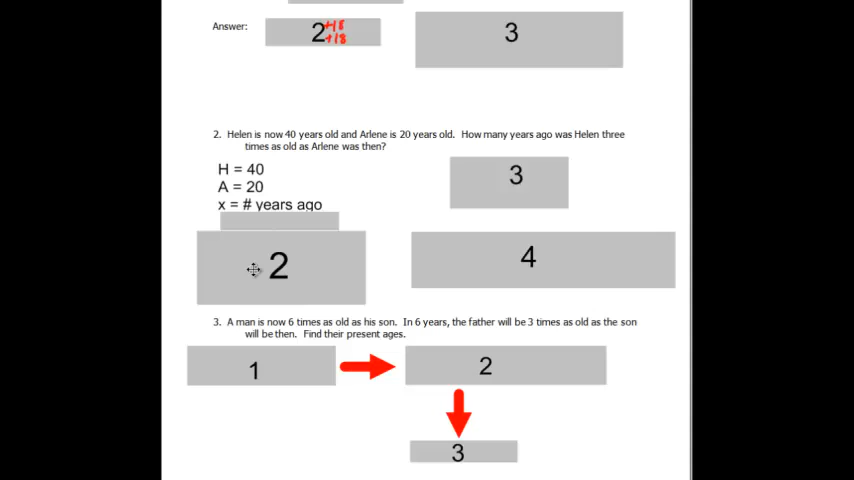 Answer:
2 +18
+18
3
2. Helen is now 40 years old and Arlene is 20 years old. How many years ago was Helen three
times as old as Arlene was then?
H = 40
A = 20
x = # years ago
3
2
4
3. A man is now 6 times as old as his son. In 6 years, the father will be 3 times as old as the son
will be then. Find their present ages.
1
2
3